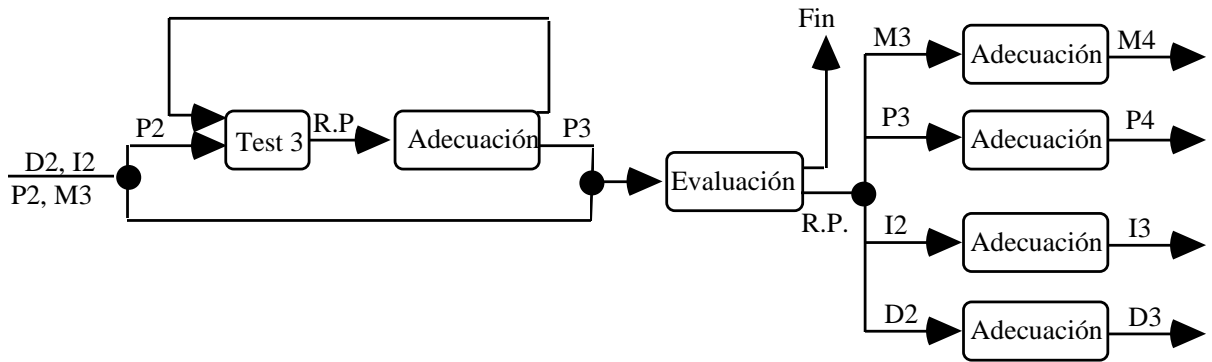 D2, I2
P2, M3
P2
Test 3
R.P
Adecuación
P3
Evaluación
Fin
R.P.
M3
Adecuación
M4
P3
Adecuación
P4
I2
Adecuación
I3
D2
Adecuación
D3